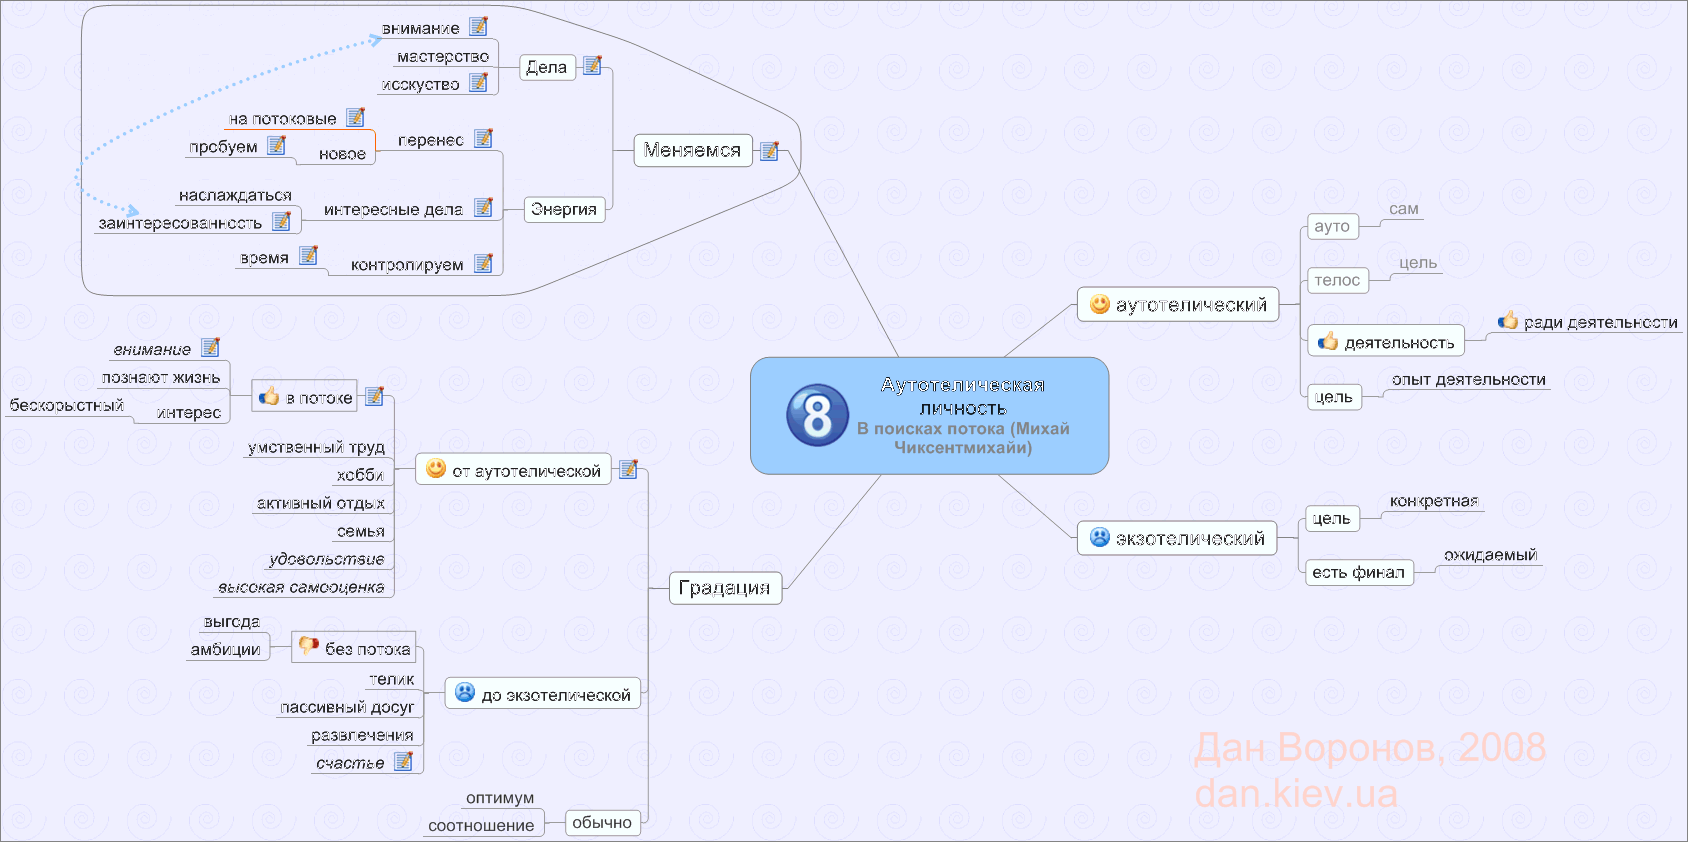 внимание
мастерство
исскуство
Дела
на потоковые
пробуем
новое
перенес
наслаждаться
заинтересованность
интересные дела
время
контролируем
Энергия
Меняемся
ауто
сам
телос
цель
аутотелический
деятельность
ради деятельности
цель
опыт деятельности
8
Аутотелическая
личность
В поисках потока (Михай
Чиксентмихайи)
внимание
познают жизнь
бескорыстный
интерес
в потоке
умственный труд
хобби
активный отдых
семья
удовольствие
высокая самооценка
от аутотелической
Градация
выгода
амбиции
без потока
телик
пассивный досуг
развлечения
счастье
до экзотелической
оптимум
соотношение
обычно
экзотелический
цель
конкретная
есть финал
ожидаемый
Дан Воронов, 2008
dan.kiev.ua